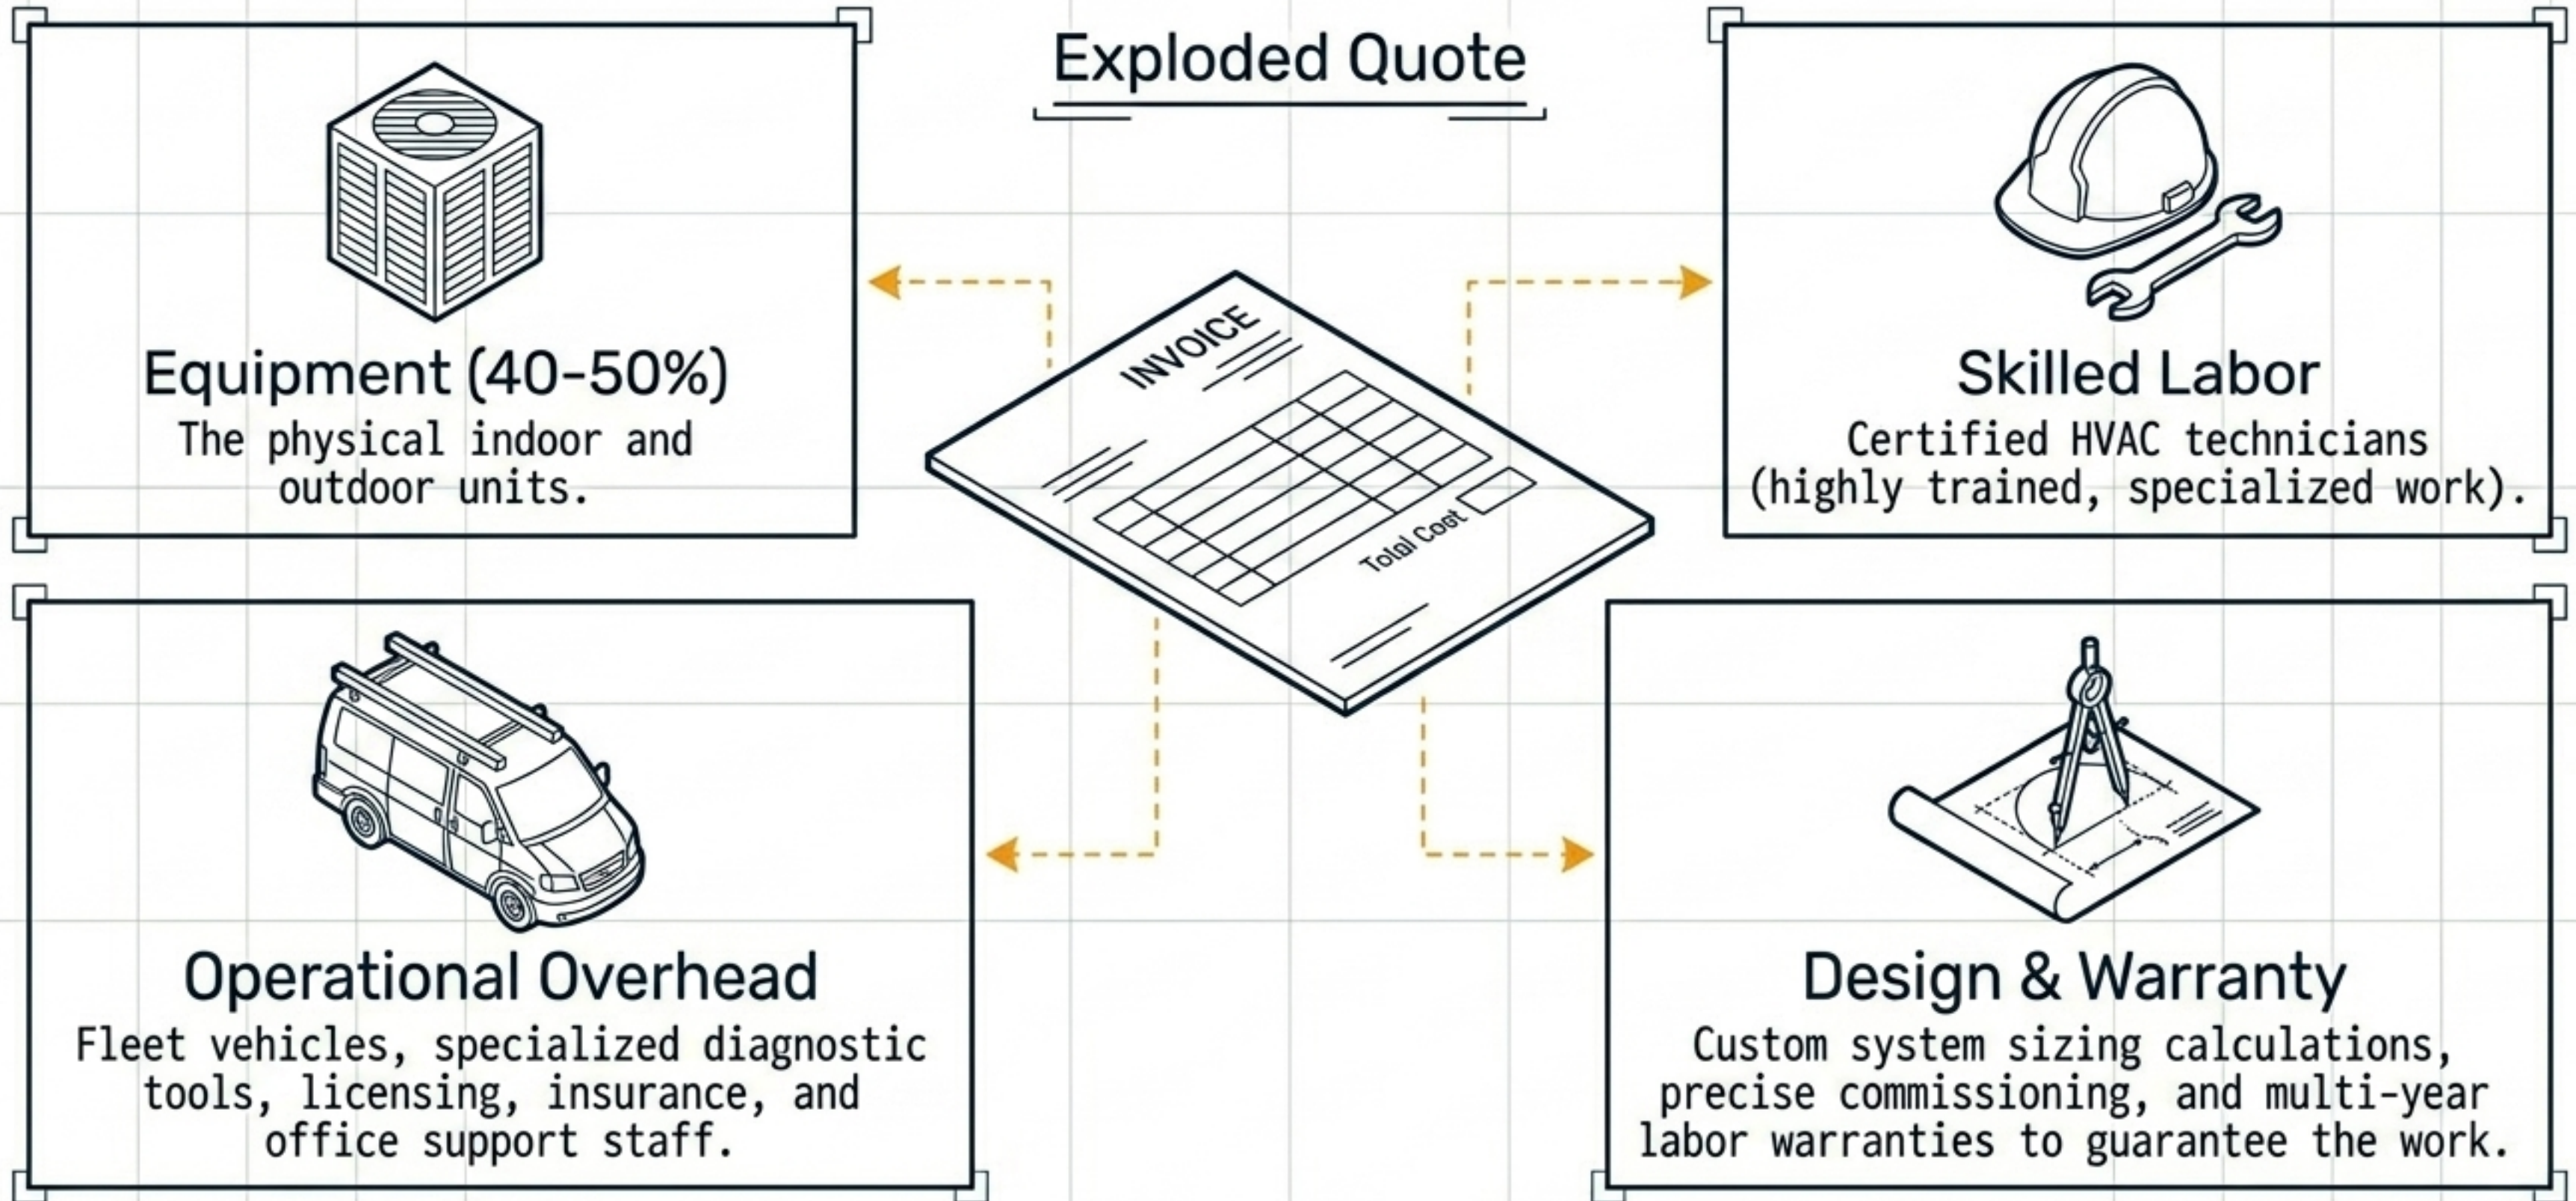 Exploded Quote
Equipment (40-50%)
The physical indoor and
outdoor units.
INVOICE
Total Cost
Skilled Labor
Certified HVAC technicians
(highly trained, specialized work).
Operational Overhead
Fleet vehicles, specialized diagnostic
tools, licensing, insurance, and
office support staff.
Design & Warranty
Custom system sizing calculations,
precise commissioning, and multi-year
labor warranties to guarantee the work.